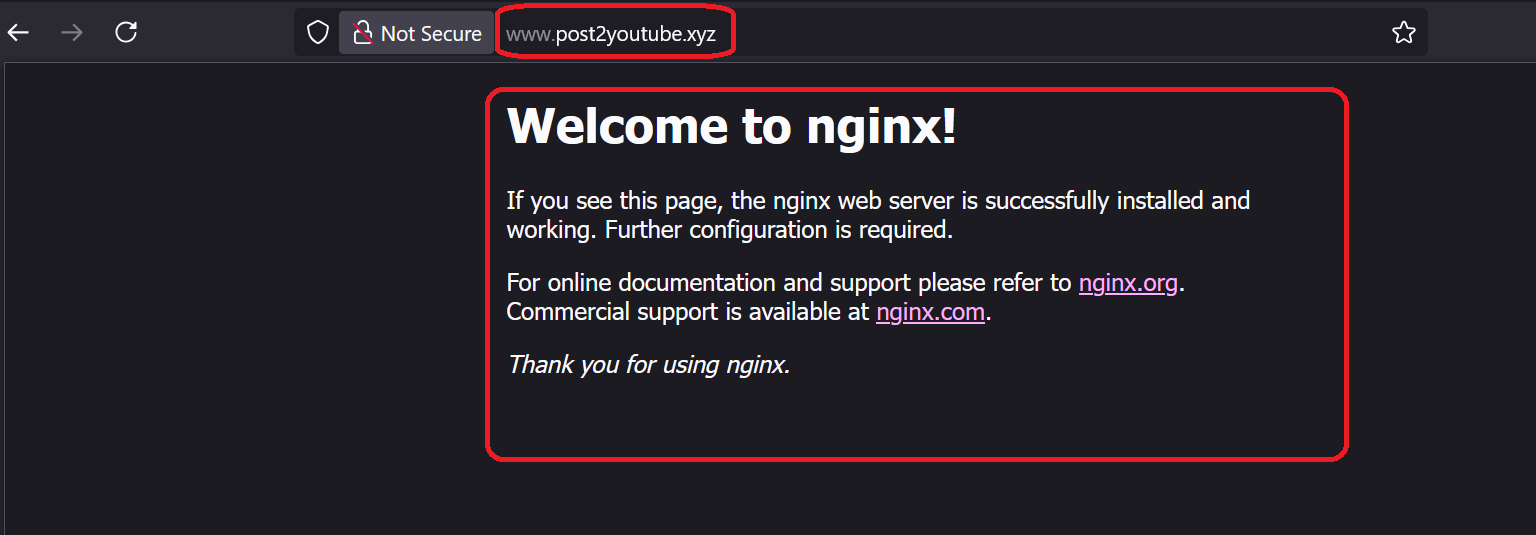 Not Secure www.post2youtube.xyz
Welcome to nginx!
If you see this page, the nginx web server is successfully installed and
working. Further configuration is required.
For online documentation and support please refer to nginx.org.
Commercial support is available at nginx.com.
Thank you for using nginx.